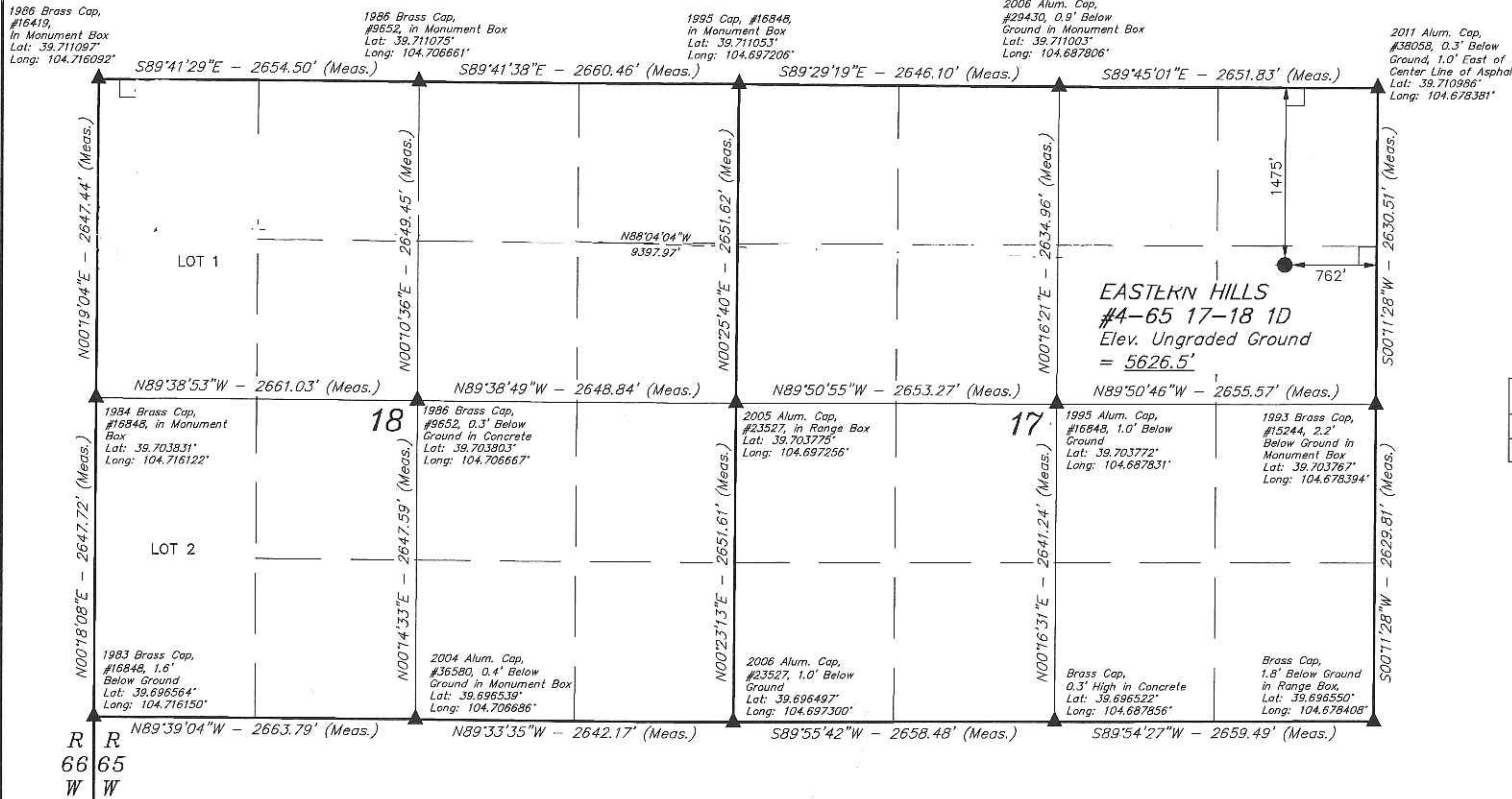 1986 Brass Cap,
#16419,
In Monument Box
Lat: 39.711097°
Long: 104.716092°
1986 Brass Cap,
#9652, in Monument Box
Lat: 39.711075°
Long: 104.706661°
1995 Cap, #16848,
in Monument Box
Lat: 39.711053°
Long: 104.697206°
2006 Alum. Cap,
#29430, 0.9' Below
Ground in Monument Box
Lat: 39.711003°
Long: 104.687806°
2011 Alum. Cap,
#38058, 0.3' Below
Ground, 1.0' East of
Center Line of Asphal
Lat: 39.710986°
Long: 104.678381°
S89°41'29"E – 2654.50' (Meas.)
S89°41'38"E – 2660.46' (Meas.)
S89°29'19"E – 2646.10' (Meas.)
S89°45'01"E – 2651.83' (Meas.)
N00°19'04"E – 2647.44' (Meas.)
N00°10'36"E – 2649.45' (Meas.)
N00°25'40"E – 2651.62' (Meas.)
N00°16'21"E – 2634.96' (Meas.)
S00°11'28"W – 2630.51' (Meas.)
1475'
N88°04'04"W
9397.97'
LOT 1
762'
EASTERN HILLS
#4–65 17–18 1D
Elev. Ungraded Ground
= 5626.5'
N89°38'53"W – 2661.03' (Meas.)
N89°38'49"W – 2648.84' (Meas.)
N89°50'55"W – 2653.27' (Meas.)
N89°50'46"W – 2655.57' (Meas.)
1984 Brass Cap,
#16848, in Monument
Box
Lat: 39.703831°
Long: 104.716122°
18
1986 Brass Cap,
#9652, 0.3' Below
Ground in Concrete
Lat: 39.703803°
Long: 104.706667°
2005 Alum. Cap,
#23527, in Range Box
Lat: 39.703775°
Long: 104.697256°
17
1995 Alum. Cap,
#16848, 1.0' Below
Ground
Lat: 39.703772°
Long: 104.687831°
1993 Brass Cap,
#15244, 2.2'
Below Ground in
Monument Box
Lat: 39.703767°
Long: 104.678394°
N00°18'08"E – 2647.72' (Meas.)
N00°14'33"E – 2647.59' (Meas.)
N00°23'13"E – 2651.61' (Meas.)
N00°16'31"E – 2641.24' (Meas.)
S00°11'28"W – 2629.81' (Meas.)
LOT 2
1983 Brass Cap,
#16848, 1.6'
Below Ground
Lat: 39.696564°
Long: 104.716150°
2004 Alum. Cap,
#36580, 0.4' Below
Ground in Monument Box
Lat: 39.696539°
Long: 104.706686°
2006 Alum. Cap,
#23527, 1.0' Below
Ground
Lat: 39.696497°
Long: 104.697300°
Brass Cap,
0.3' High in Concrete
Lat: 39.696522°
Long: 104.687856°
Brass Cap,
1.8' Below Ground
in Range Box,
Lat: 39.696550°
Long: 104.678408°
N89°39'04"W – 2663.79' (Meas.)
N89°33'35"W – 2642.17' (Meas.)
S89°55'42"W – 2658.48' (Meas.)
S89°54'27"W – 2659.49' (Meas.)
R R
66 65
W W